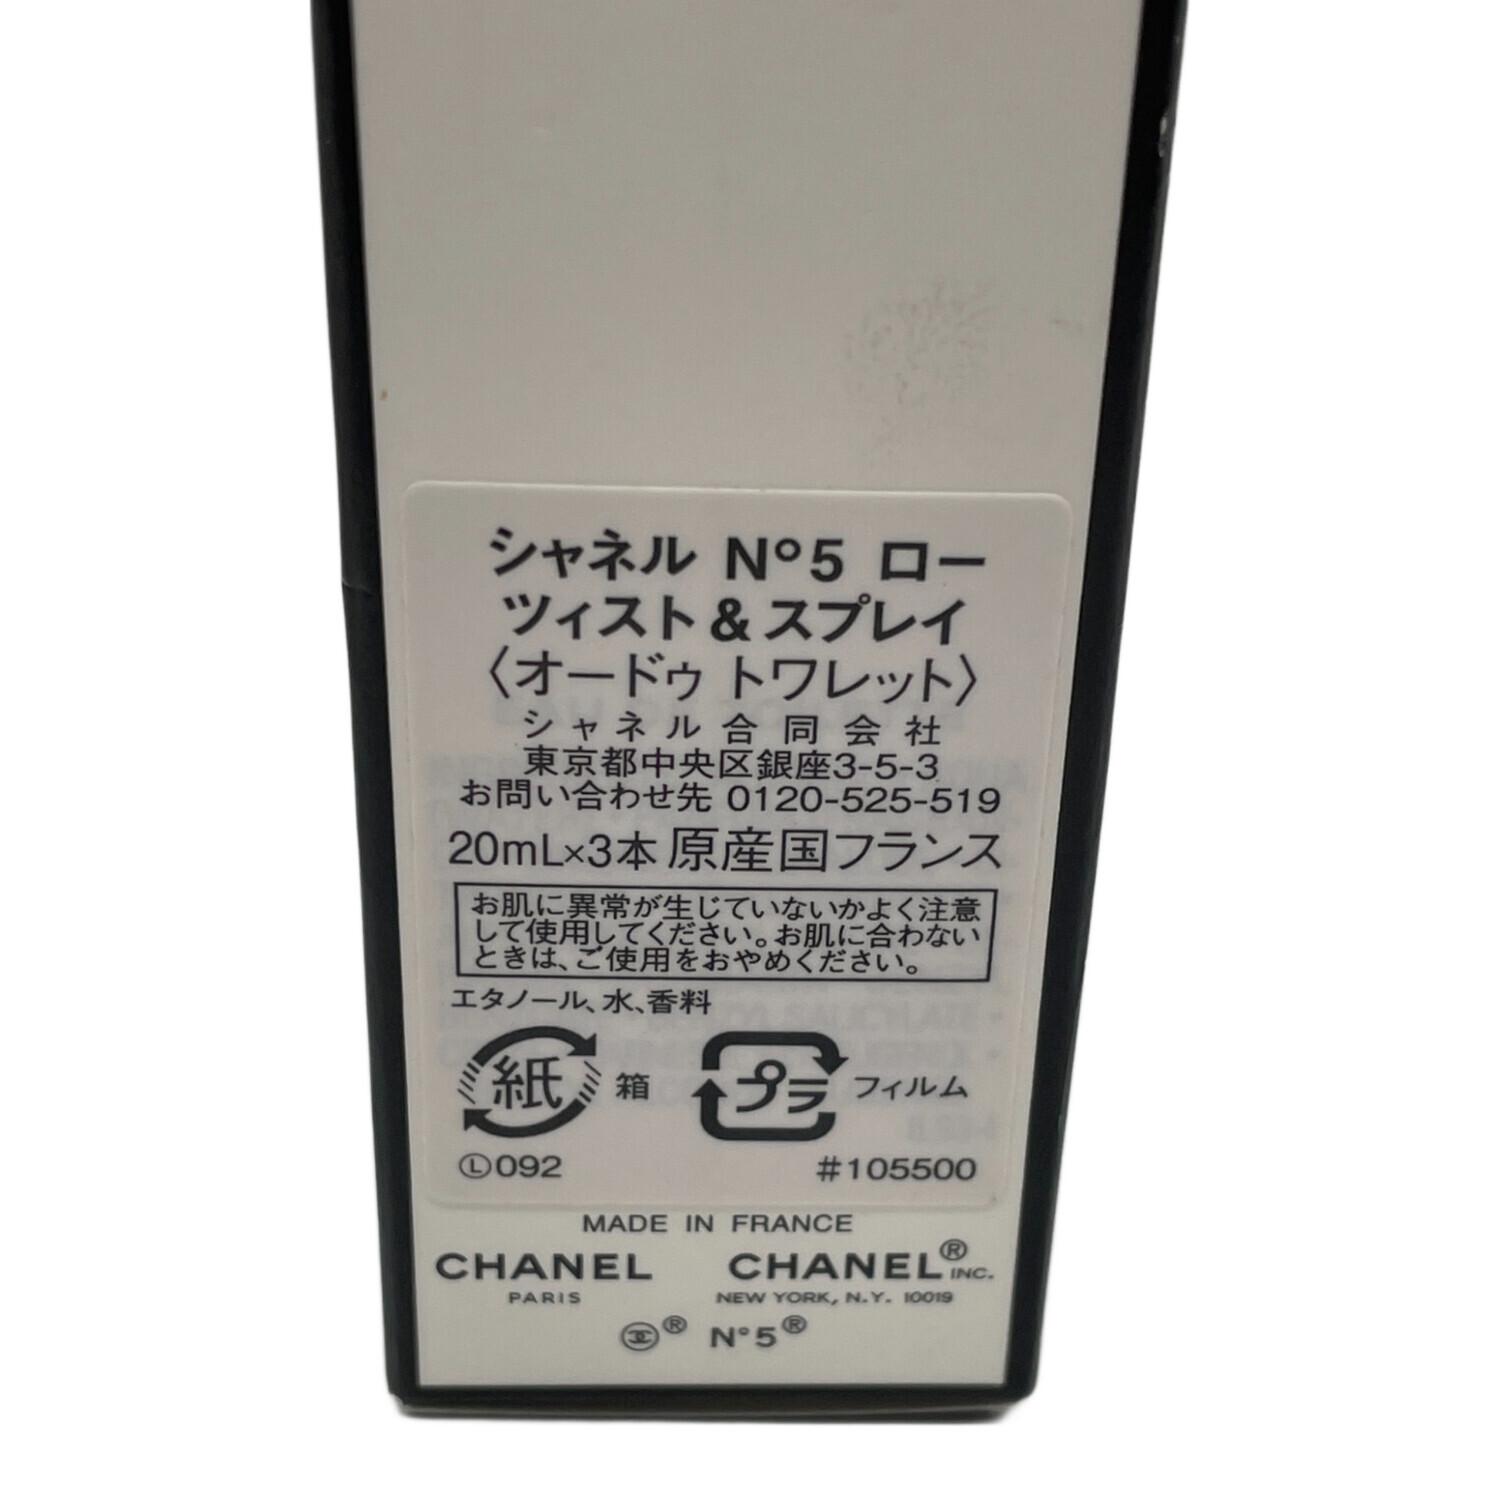 シャネル N°5 ロー
ツィスト&スプレイ
〈オードゥ トワレット〉
シャネル合同会社
東京都中央区銀座3-5-3
お問い合わせ先 0120-525-519
20mL×3本 原産国フランス
お肌に異常が生じていないかよく注意
して使用してください。お肌に合わない
ときは、ご使用をおやめください。
エタノール、水、香料
紙 箱 プラ フィルム
Ⓛ092 #105500
MADE IN FRANCE
CHANEL CHANEL® INC.
PARIS NEW YORK, N.Y. 10019
® N°5®